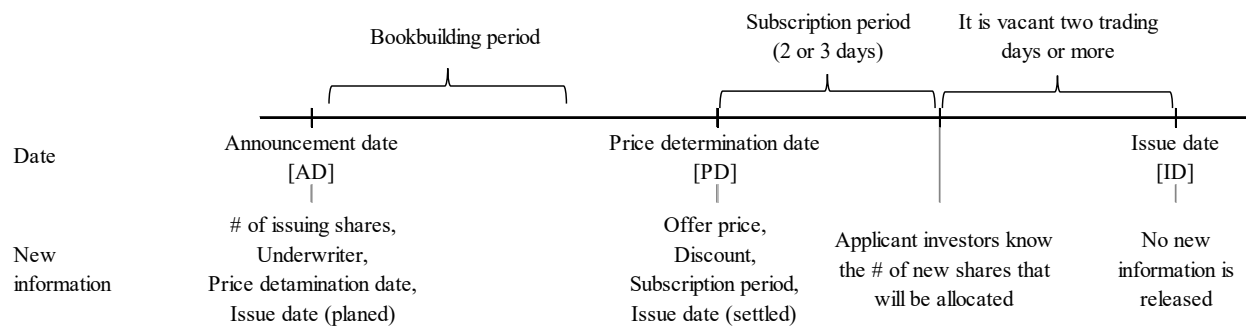 Bookbuilding period
Subscription period
(2 or 3 days)
It is vacant two trading
days or more
Date
Announcement date
[AD]
Price determination date
[PD]
Issue date
[ID]
New
information
# of issuing shares,
Underwriter,
Price detamination date,
Issue date (planed)
Offer price,
Discount,
Subscription period,
Issue date (settled)
Applicant investors know
the # of new shares that
will be allocated
No new
information is
released